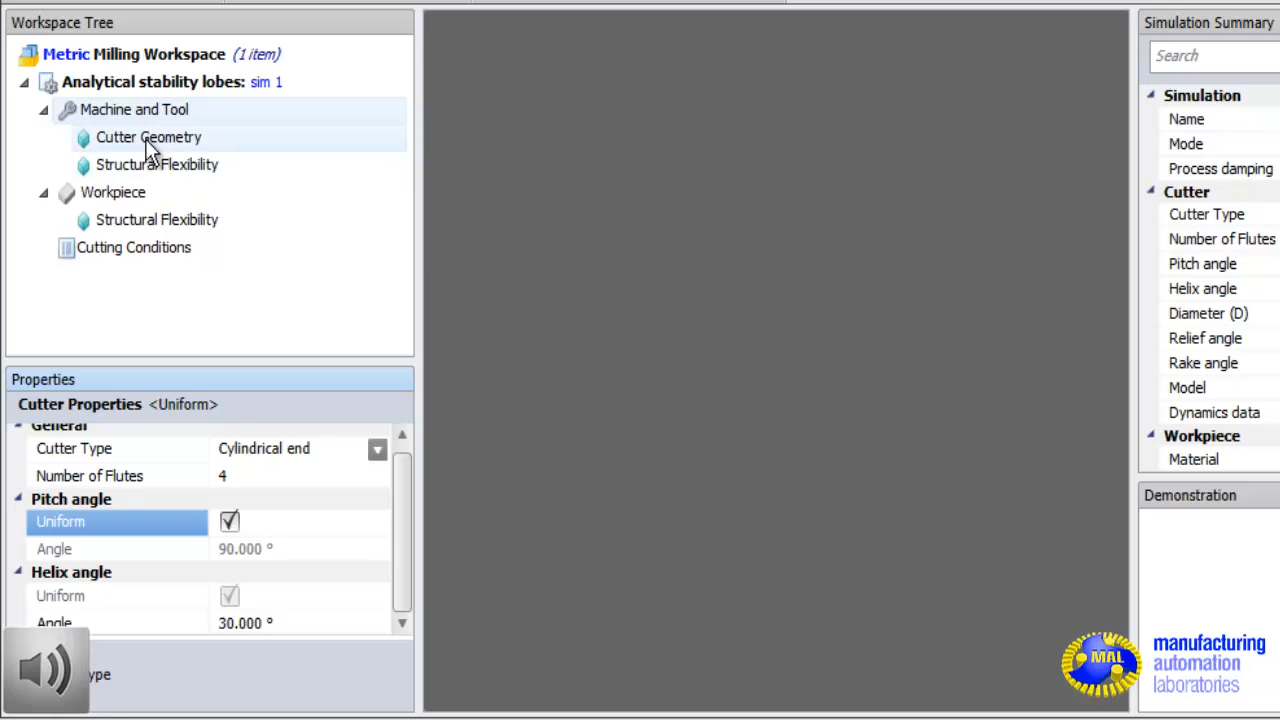 Workspace Tree
Metric Milling Workspace (1 item)
Analytical stability lobes: sim 1
Machine and Tool
Cutter Geometry
Structural Flexibility
Workpiece
Structural Flexibility
Cutting Conditions
Properties
Cutter Properties <Uniform>
General
Cutter Type Cylindrical end
Number of Flutes 4
Pitch angle
Uniform
Angle 90.000 °
Helix angle
Uniform
Angle 30.000 °
ype
Simulation Summary
Search
Simulation
Name
Mode
Process damping
Cutter
Cutter Type
Number of Flutes
Pitch angle
Helix angle
Diameter (D)
Relief angle
Rake angle
Model
Dynamics data
Workpiece
Material
Demonstration
MAL
manufacturing
automation
laboratories